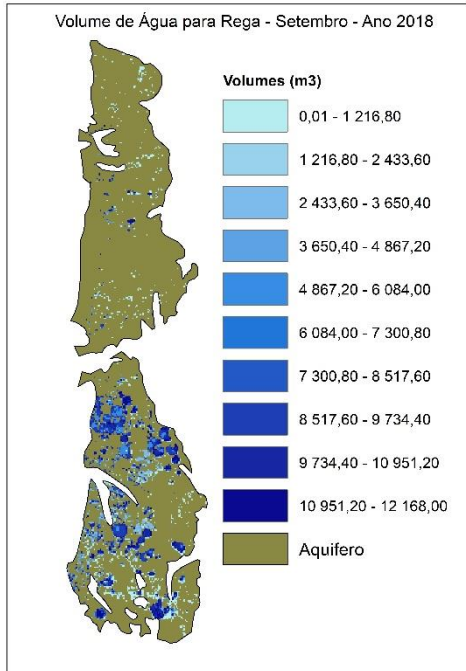 Volume de Água para Rega - Setembro - Ano 2018
Volumes (m3)
0,01 - 1 216,80
1 216,80 - 2 433,60
2 433,60 - 3 650,40
3 650,40 - 4 867,20
4 867,20 - 6 084,00
6 084,00 - 7 300,80
7 300,80 - 8 517,60
8 517,60 - 9 734,40
9 734,40 - 10 951,20
10 951,20 - 12 168,00
Aquifero